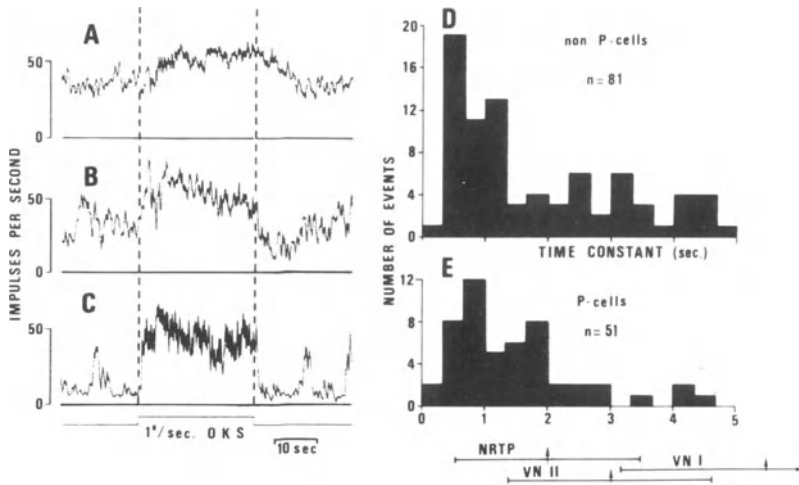 A
50
0
B
50
0
C
50
0
IMPULSES PER SECOND
1°/sec. OKS
10 sec
D
non P-cells
n=81
20
16
12
8
4
0
TIME CONSTANT (sec.)
E
P-cells
n=51
12
8
4
0
NUMBER OF EVENTS
0 1 2 3 4 5
NRTP
VN I
VN II